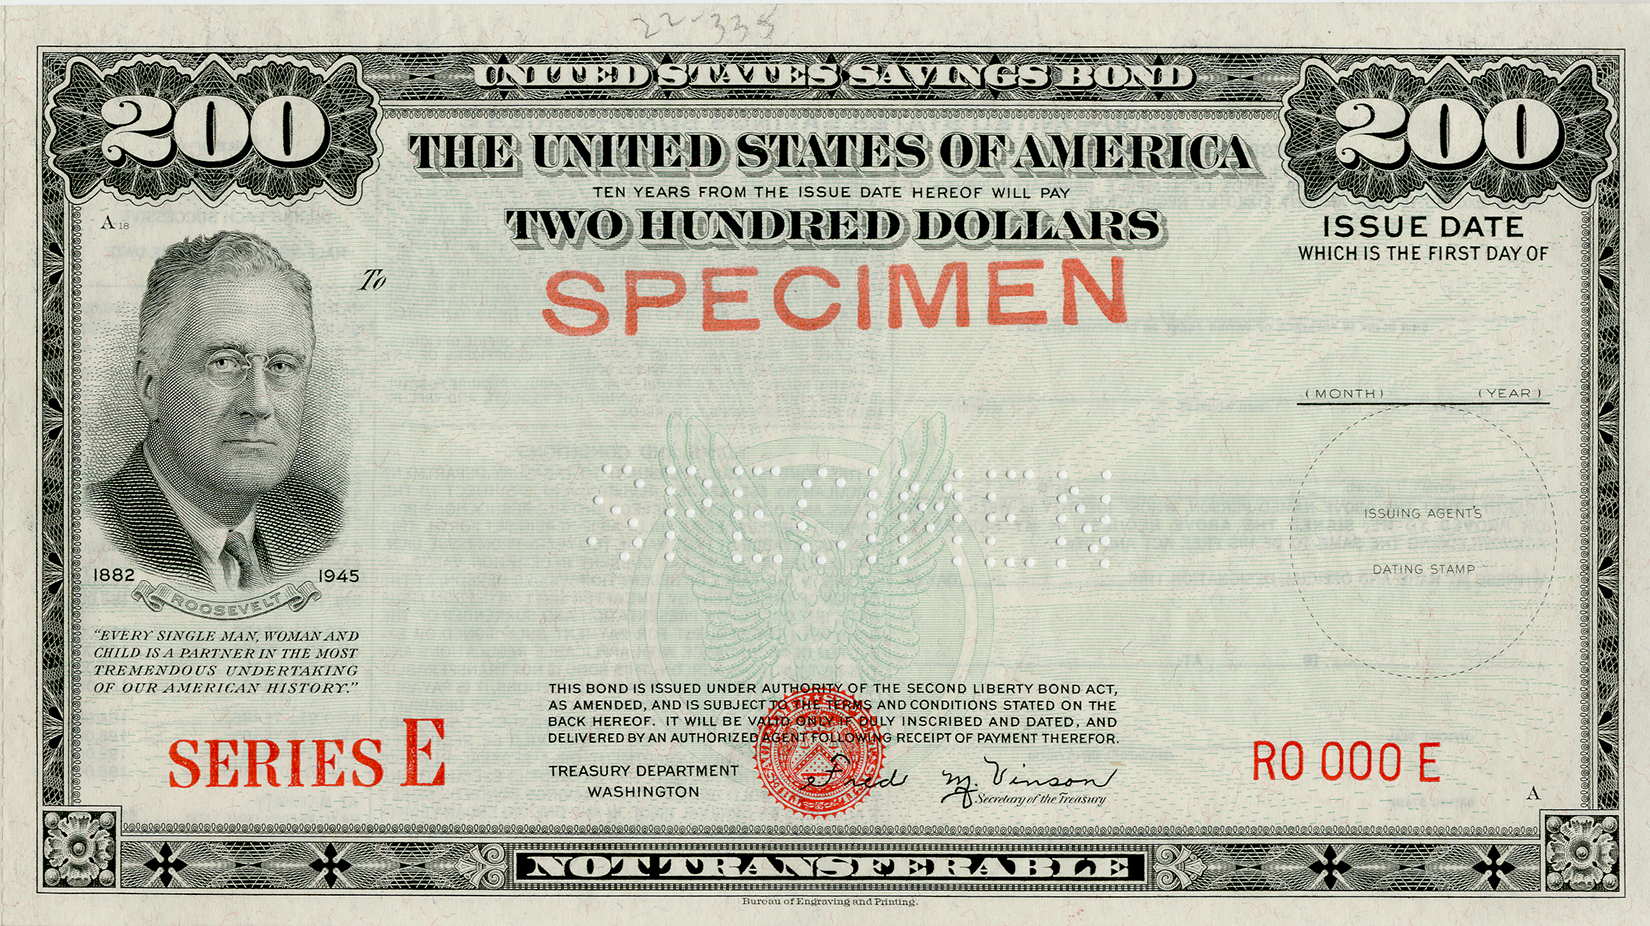 22-338
UNITED STATES SAVINGS BOND
200
200
THE UNITED STATES OF AMERICA
TEN YEARS FROM THE ISSUE DATE HEREOF WILL PAY
TWO HUNDRED DOLLARS
A 18
ISSUE DATE
WHICH IS THE FIRST DAY OF
To
SPECIMEN
(MONTH) (YEAR)
SPECIMEN
ISSUING AGENT'S
DATING STAMP
1882 1945
ROOSEVELT
"EVERY SINGLE MAN, WOMAN AND
CHILD IS A PARTNER IN THE MOST
TREMENDOUS UNDERTAKING
OF OUR AMERICAN HISTORY."
THIS BOND IS ISSUED UNDER AUTHORITY OF THE SECOND LIBERTY BOND ACT,
AS AMENDED, AND IS SUBJECT TO THE TERMS AND CONDITIONS STATED ON THE
BACK HEREOF. IT WILL BE VALID ONLY IF DULY INSCRIBED AND DATED, AND
DELIVERED BY AN AUTHORIZED AGENT FOLLOWING RECEIPT OF PAYMENT THEREFOR.
SERIES E
TREASURY DEPARTMENT
WASHINGTON
Fred M. Vinson
Secretary of the Treasury
R0 000 E
A
NOT TRANSFERABLE
Bureau of Engraving and Printing.